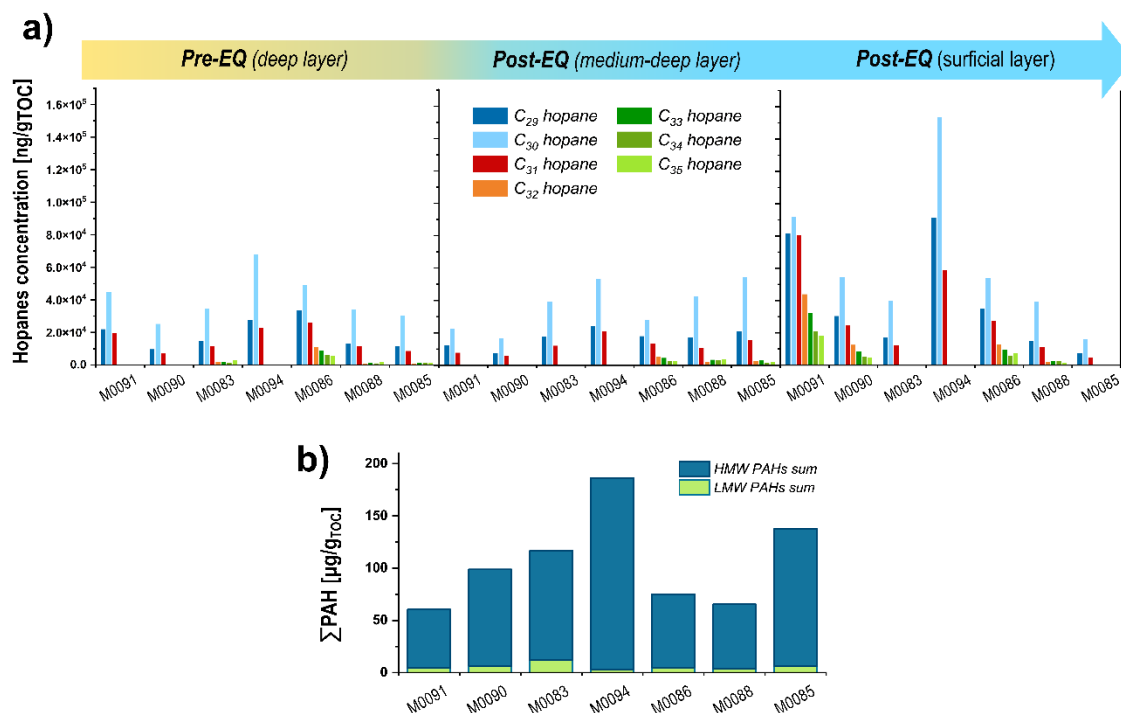 a)
Pre-EQ (deep layer)
Post-EQ (medium-deep layer)
Post-EQ (surficial layer)
Hopanes concentration [ng/gTOC]
1.6×10⁵
1.4×10⁵
1.2×10⁵
1.0×10⁵
8.0×10⁴
6.0×10⁴
4.0×10⁴
2.0×10⁴
0.0
C₂₉ hopane
C₃₀ hopane
C₃₁ hopane
C₃₂ hopane
C₃₃ hopane
C₃₄ hopane
C₃₅ hopane
M0091 M0090 M0083 M0094 M0086 M0088 M0085
M0091 M0090 M0083 M0094 M0086 M0088 M0085
M0091 M0090 M0083 M0094 M0086 M0088 M0085
b)
∑PAH [µg/gTOC]
200
150
100
50
0
HMW PAHs sum
LMW PAHs sum
M0091 M0090 M0083 M0094 M0086 M0088 M0085